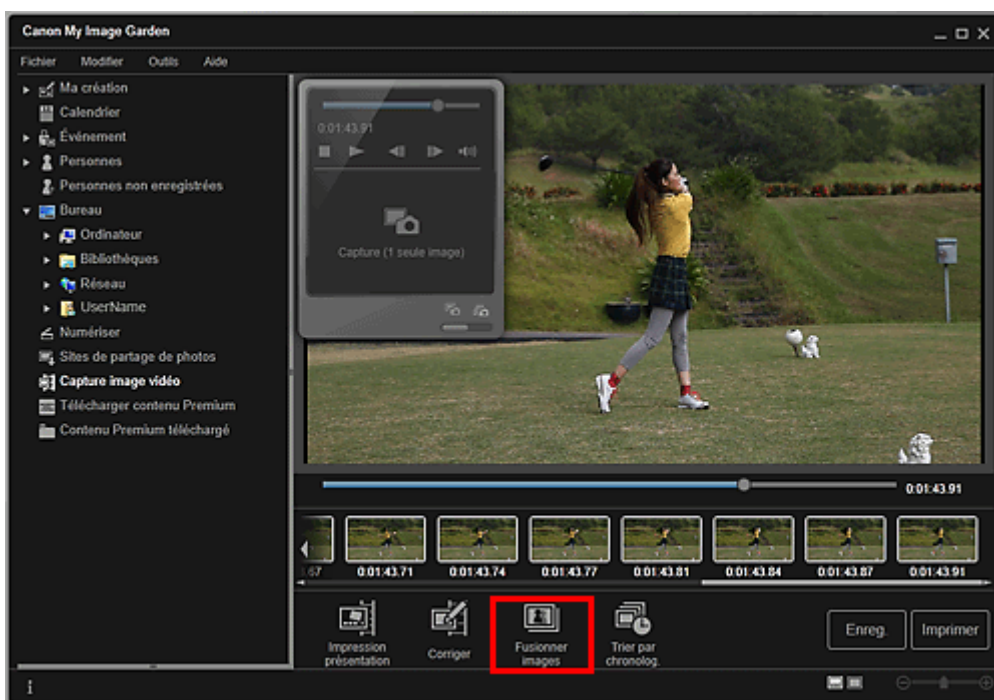 Canon My Image Garden
Fichier Modifier Outils Aide
Ma création
Calendrier
Événement
Personnes
Personnes non enregistrées
Bureau
Ordinateur
Bibliothèques
Réseau
UserName
Numériser
Sites de partage de photos
Capture image vidéo
Télécharger contenu Premium
Contenu Premium téléchargé
0:01:43.91
Capture (1 seule image)
0:01:43.91
3.67 0:01:43.71 0:01:43.74 0:01:43.77 0:01:43.81 0:01:43.84 0:01:43.87 0:01:43.91
Impression
présentation
Corriger
Fusionner
images
Trier par
chronolog.
Enreg.
Imprimer